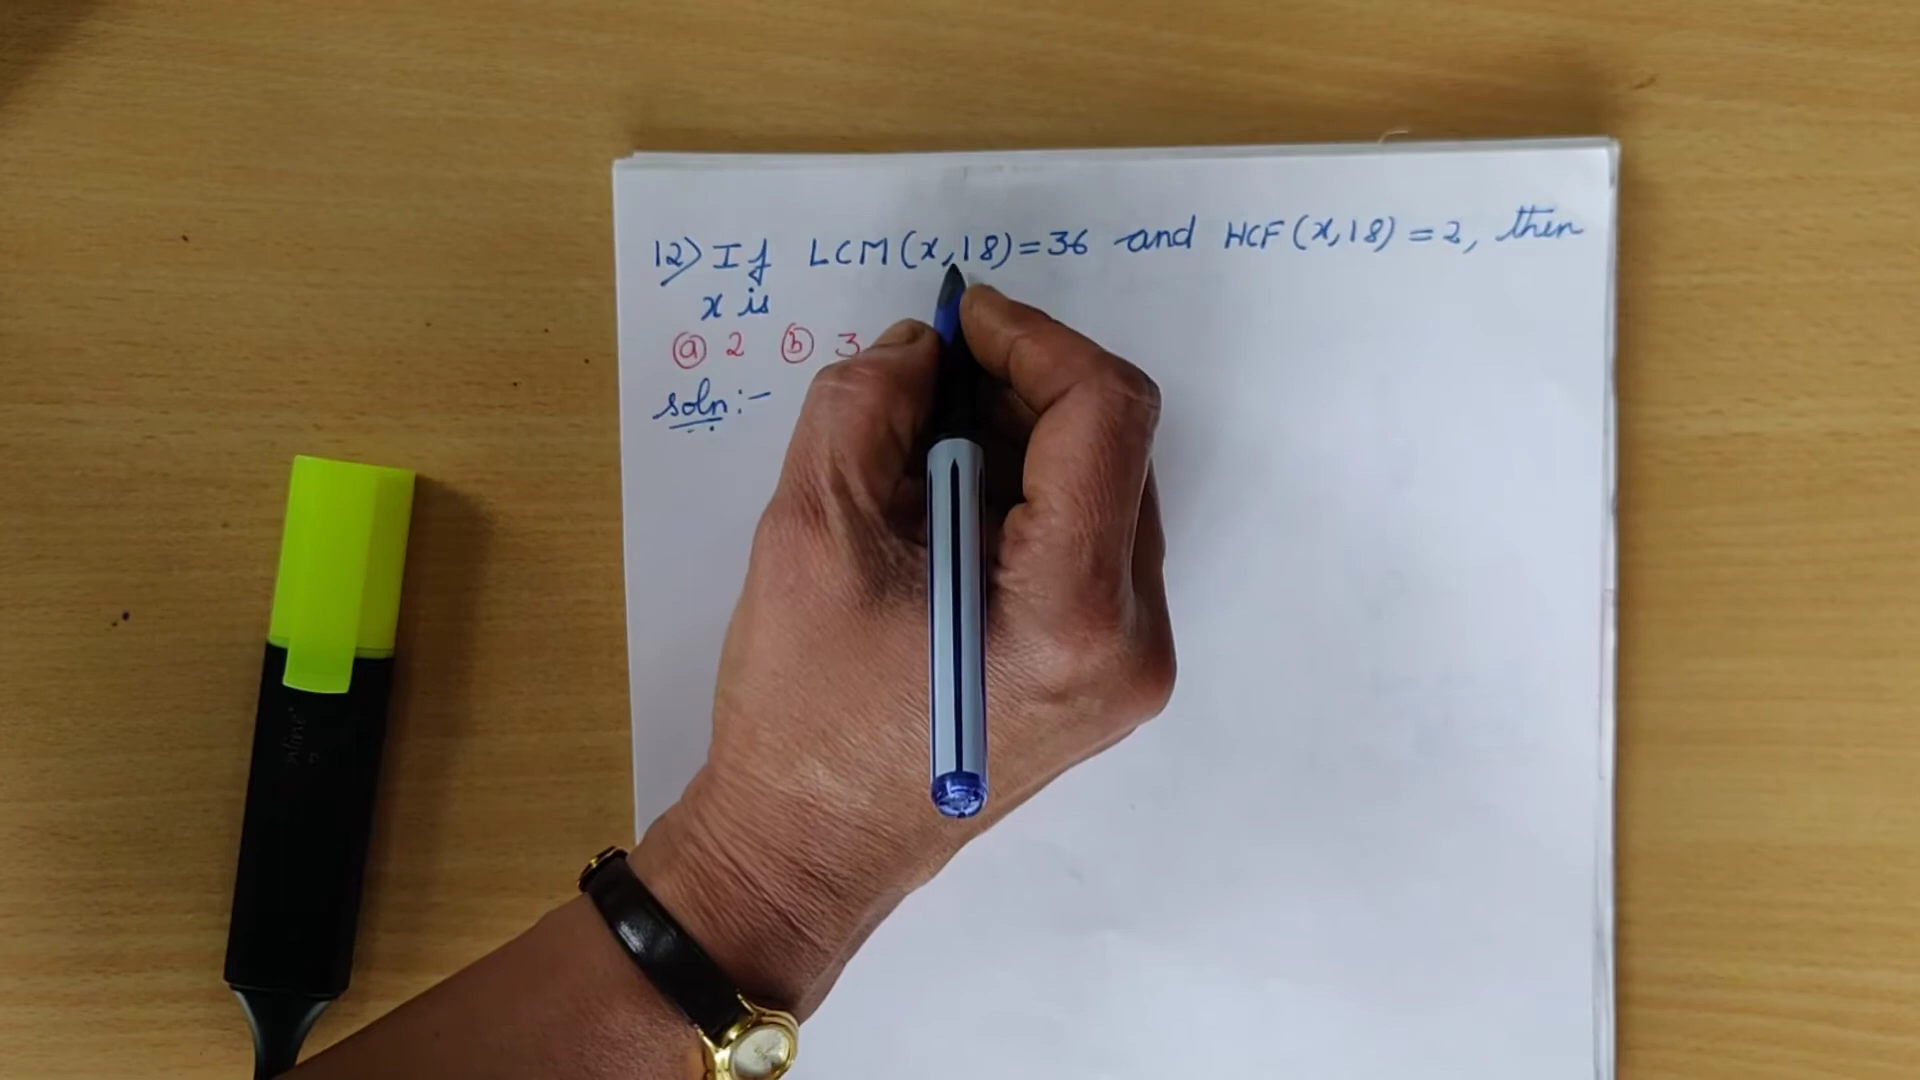 12) If LCM(x,18)=36 and HCF(x,18)=2, then
x is
(a) 2 (b) 3
soln:-